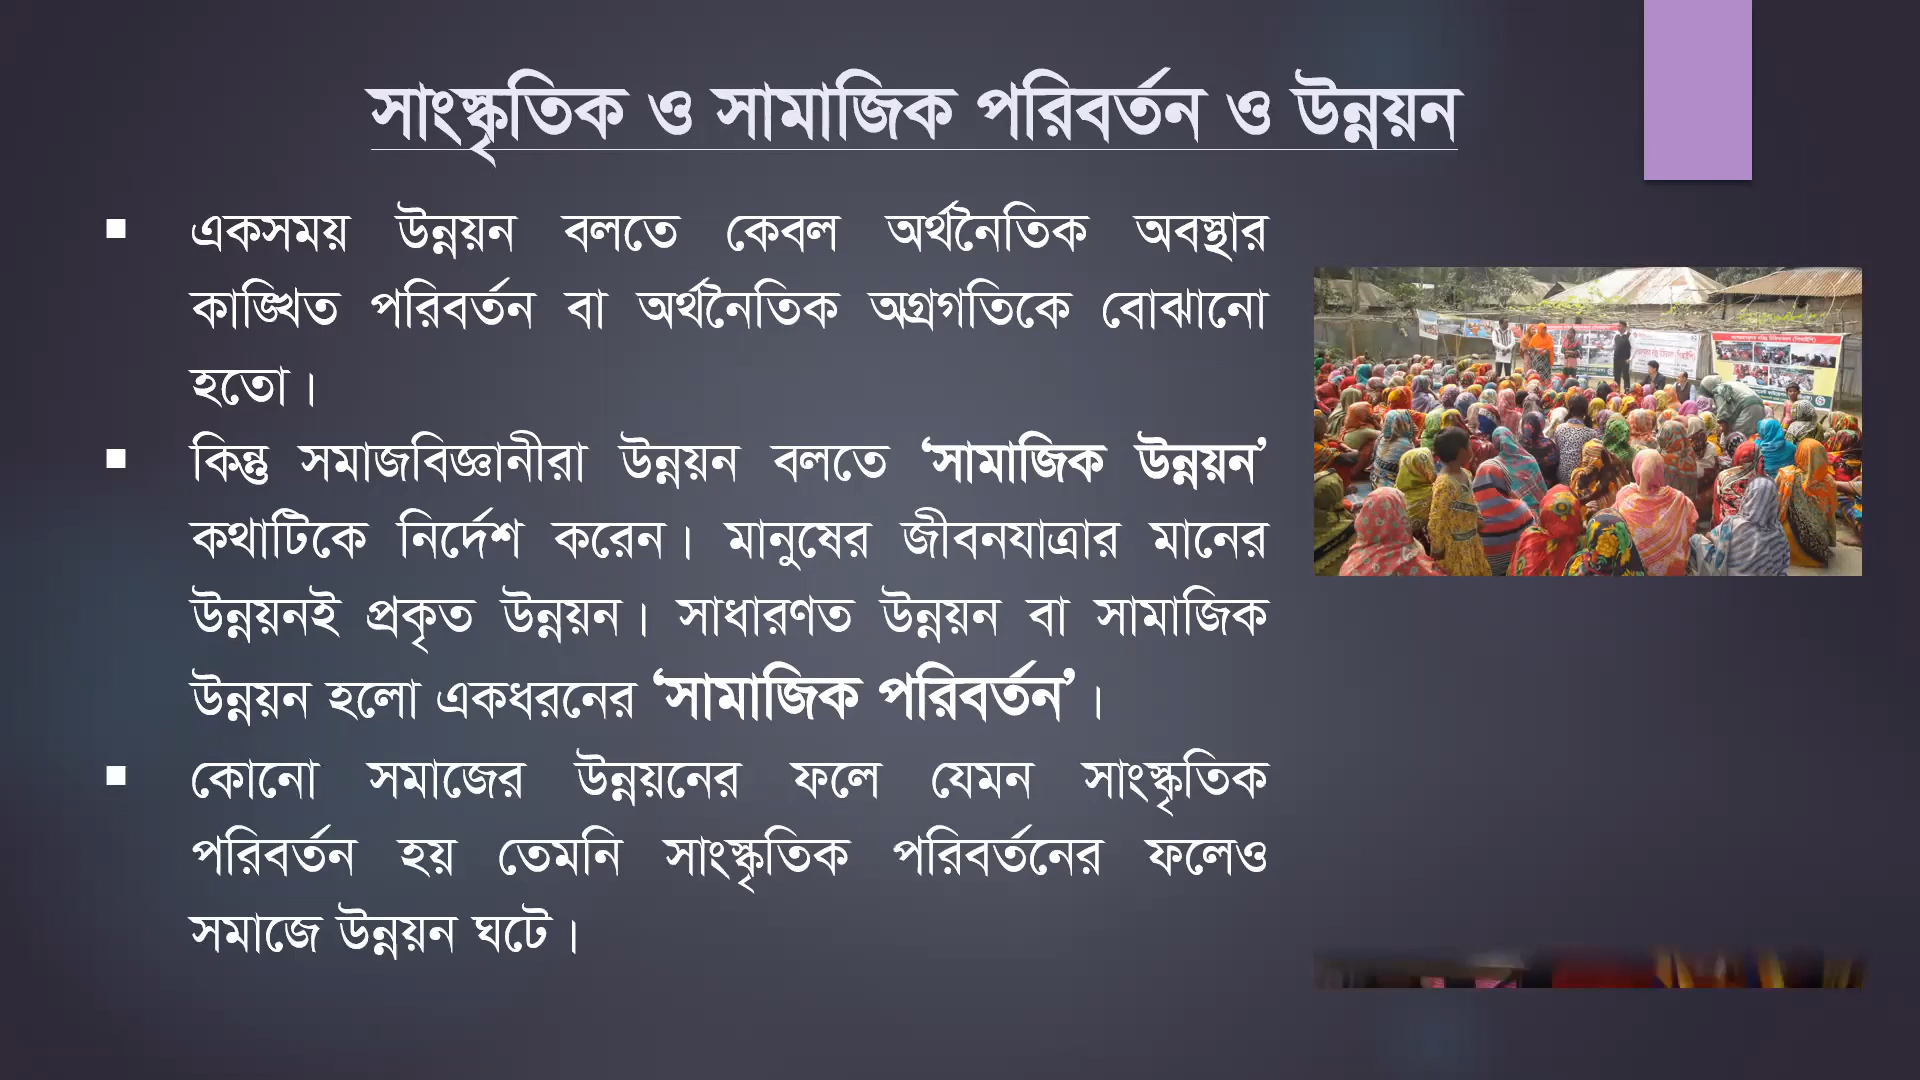 সাংস্কৃতিক ও সামাজিক পরিবর্তন ও উন্নয়ন
▪ একসময় উন্নয়ন বলতে কেবল অর্থনৈতিক অবস্থার
কাঙ্খিত পরিবর্তন বা অর্থনৈতিক অগ্রগতিকে বোঝানো
হতো।
▪ কিন্তু সমাজবিজ্ঞানীরা উন্নয়ন বলতে ‘সামাজিক উন্নয়ন’
কথাটিকে নির্দেশ করেন। মানুষের জীবনযাত্রার মানের
উন্নয়নই প্রকৃত উন্নয়ন। সাধারণত উন্নয়ন বা সামাজিক
উন্নয়ন হলো একধরনের ‘সামাজিক পরিবর্তন’।
▪ কোনো সমাজের উন্নয়নের ফলে যেমন সাংস্কৃতিক
পরিবর্তন হয় তেমনি সাংস্কৃতিক পরিবর্তনের ফলেও
সমাজে উন্নয়ন ঘটে।